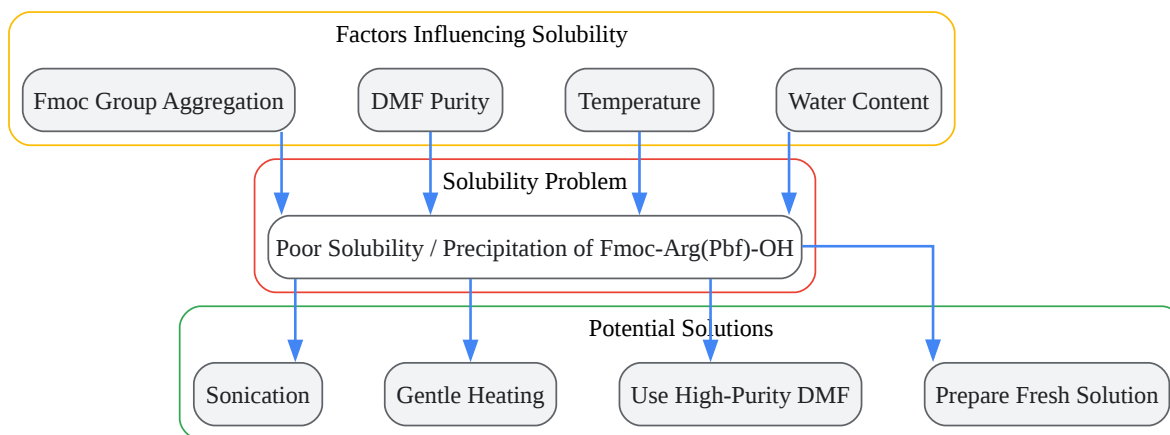 Factors Influencing Solubility
Fmoc Group Aggregation
DMF Purity
Temperature
Water Content
Solubility Problem
Poor Solubility / Precipitation of Fmoc-Arg(Pbf)-OH
Potential Solutions
Sonication
Gentle Heating
Use High-Purity DMF
Prepare Fresh Solution